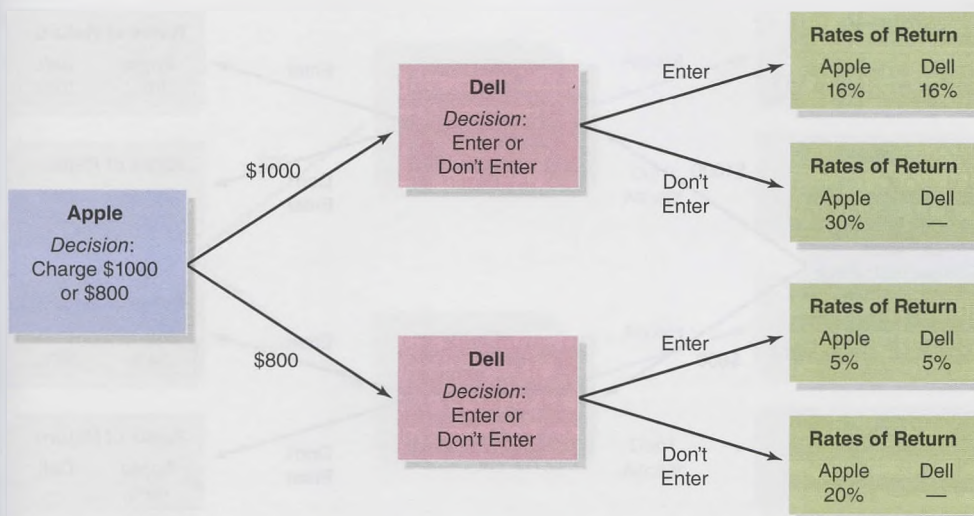 Apple
Decision:
Charge $1000
or $800
$1000
$800
Dell
Decision:
Enter or
Don't Enter
Enter
Don't
Enter
Rates of Return
Apple Dell
16% 16%
Rates of Return
Apple Dell
30% —
Dell
Decision:
Enter or
Don't Enter
Enter
Don't
Enter
Rates of Return
Apple Dell
5% 5%
Rates of Return
Apple Dell
20% —